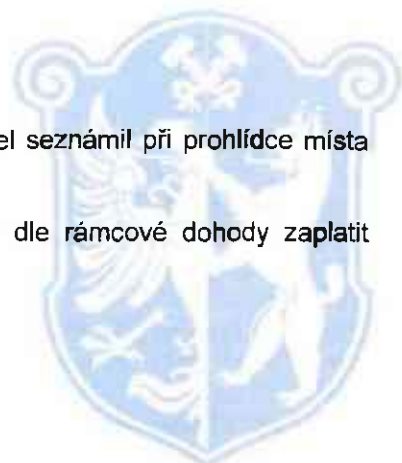 el seznámil při prohlídce místa
dle rámcové dohody zaplatit